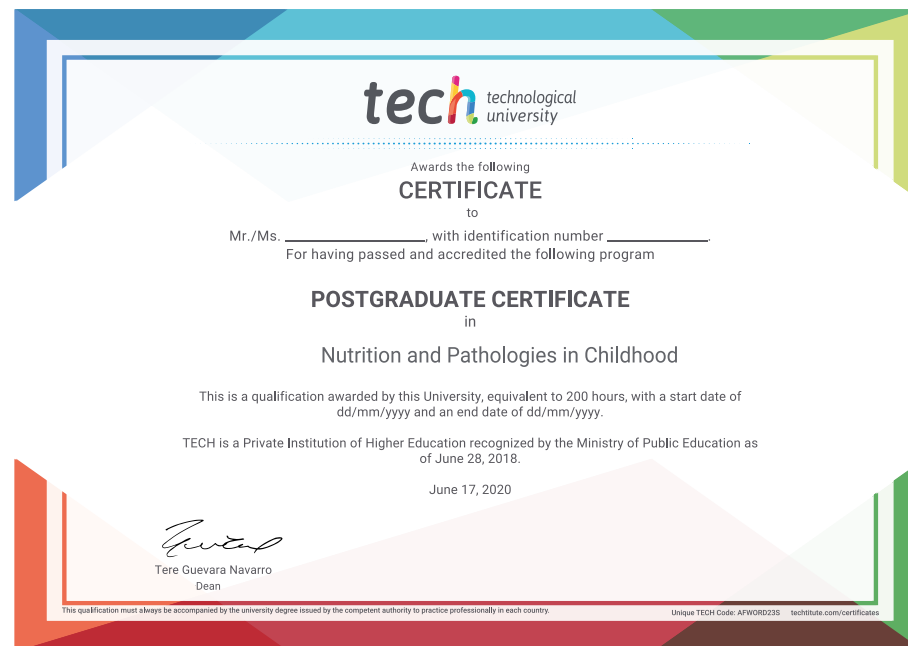 tech technological
university
Awards the following
CERTIFICATE
to
Mr./Ms. ____________, with identification number _________.
For having passed and accredited the following program
POSTGRADUATE CERTIFICATE
in
Nutrition and Pathologies in Childhood
This is a qualification awarded by this University, equivalent to 200 hours, with a start date of
dd/mm/yyyy and an end date of dd/mm/yyyy.
TECH is a Private Institution of Higher Education recognized by the Ministry of Public Education as
of June 28, 2018.
June 17, 2020
Tere Guevara Navarro
Dean
This qualification must always be accompanied by the university degree issued by the competent authority to practice professionally in each country.
Unique TECH Code: AFWORD23S techtitute.com/certificates